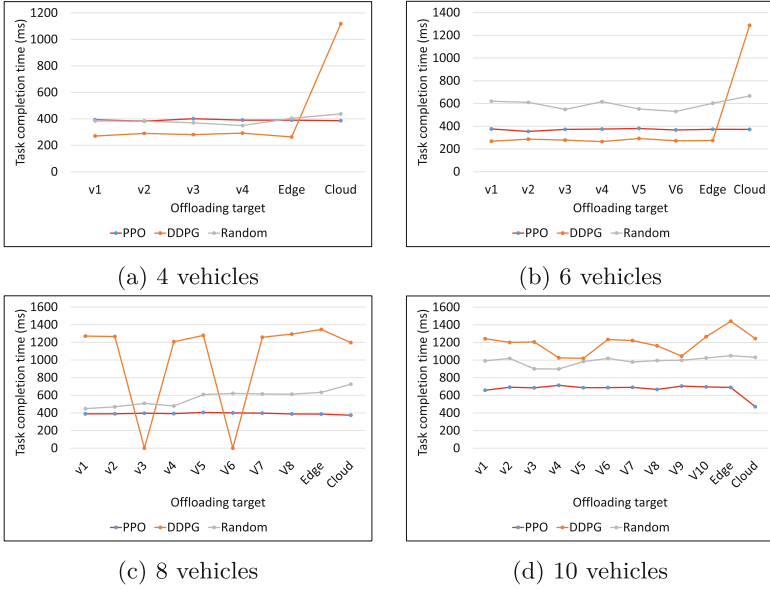 1200
1000
800
600
400
200
0
Task completion time (ms)
v1 v2 v3 v4 Edge Cloud
Offloading target
PPO DDPG Random
(a) 4 vehicles
1400
1200
1000
800
600
400
200
0
Task completion time (ms)
v1 v2 v3 v4 V5 V6 Edge Cloud
Offloading target
PPO DDPG Random
(b) 6 vehicles
1600
1400
1200
1000
800
600
400
200
0
Task completion time (ms)
v1 v2 v3 v4 V5 V6 V7 V8 Edge Cloud
Offloading target
PPO DDPG Random
(c) 8 vehicles
1600
1400
1200
1000
800
600
400
200
0
Task completion time (ms)
v1 v2 v3 v4 V5 V6 V7 V8 V9 V10 Edge Cloud
Offloading target
PPO DDPG Random
(d) 10 vehicles